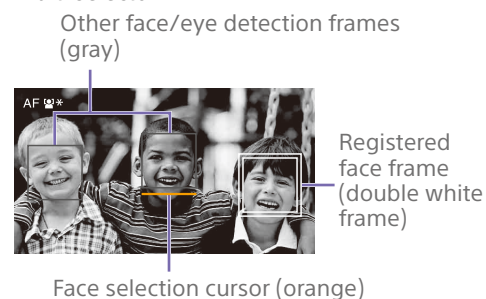 Other face/eye detection frames
(gray)
AF
Registered
face frame
(double white
frame)
Face selection cursor (orange)